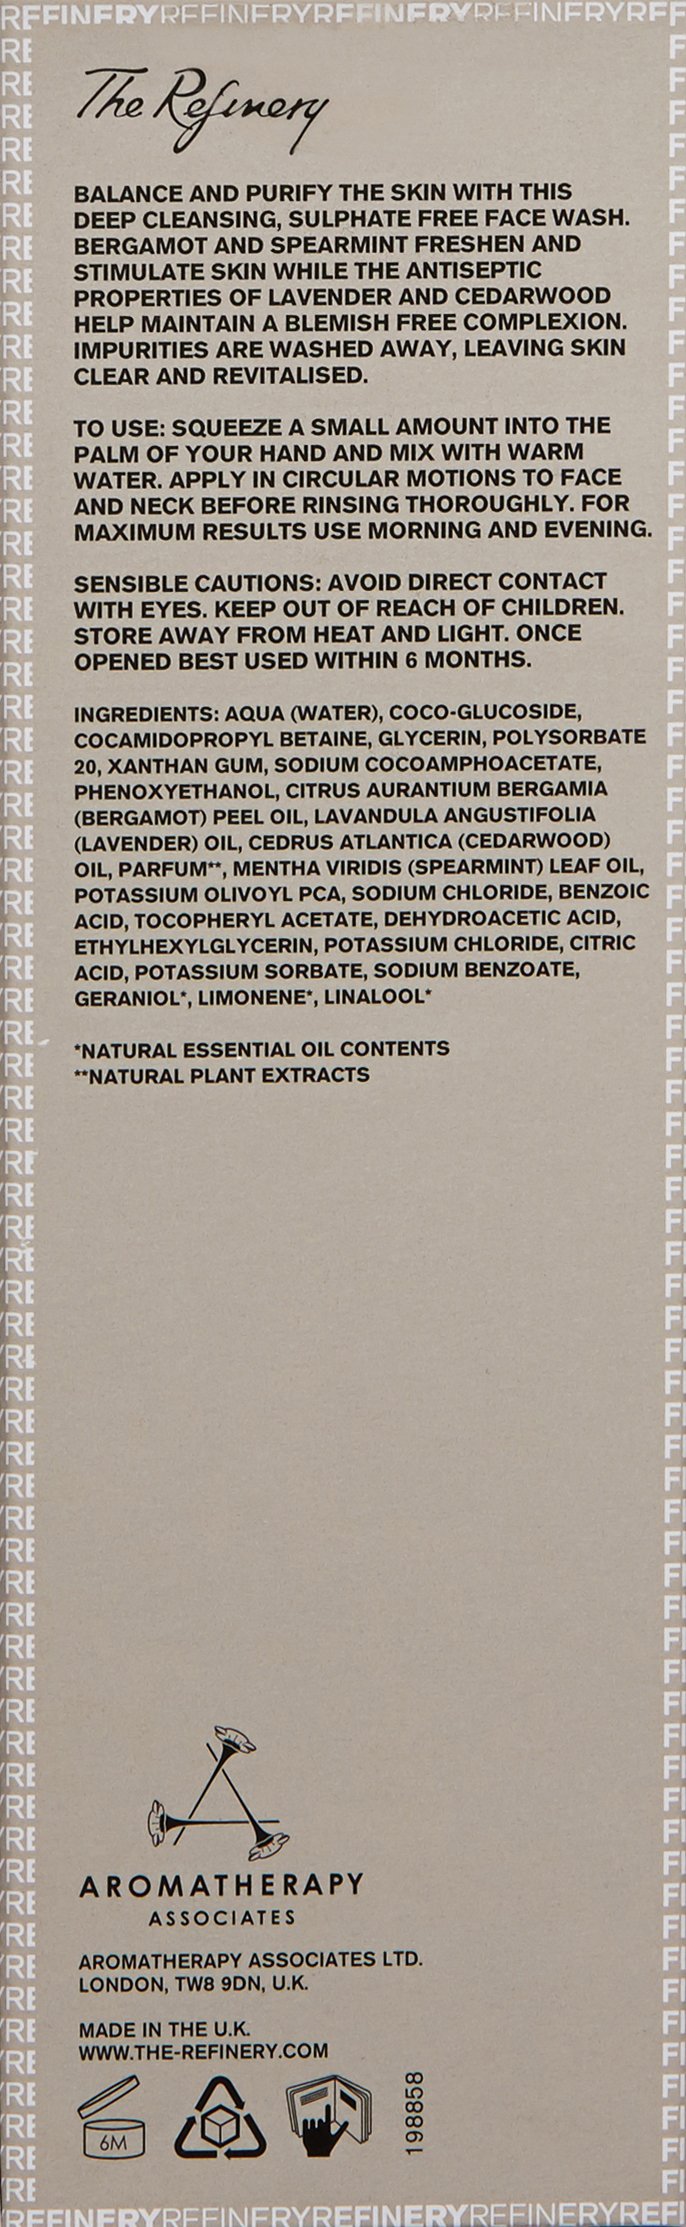 REFINERYREFINERYREFINERYREFINERYREF
The Refinery
BALANCE AND PURIFY THE SKIN WITH THIS
DEEP CLEANSING, SULPHATE FREE FACE WASH.
BERGAMOT AND SPEARMINT FRESHEN AND
STIMULATE SKIN WHILE THE ANTISEPTIC
PROPERTIES OF LAVENDER AND CEDARWOOD
HELP MAINTAIN A BLEMISH FREE COMPLEXION.
IMPURITIES ARE WASHED AWAY, LEAVING SKIN
CLEAR AND REVITALISED.
TO USE: SQUEEZE A SMALL AMOUNT INTO THE
PALM OF YOUR HAND AND MIX WITH WARM
WATER. APPLY IN CIRCULAR MOTIONS TO FACE
AND NECK BEFORE RINSING THOROUGHLY. FOR
MAXIMUM RESULTS USE MORNING AND EVENING.
SENSIBLE CAUTIONS: AVOID DIRECT CONTACT
WITH EYES. KEEP OUT OF REACH OF CHILDREN.
STORE AWAY FROM HEAT AND LIGHT. ONCE
OPENED BEST USED WITHIN 6 MONTHS.
INGREDIENTS: AQUA (WATER), COCO-GLUCOSIDE,
COCAMIDOPROPYL BETAINE, GLYCERIN, POLYSORBATE
20, XANTHAN GUM, SODIUM COCOAMPHOACETATE,
PHENOXYETHANOL, CITRUS AURANTIUM BERGAMIA
(BERGAMOT) PEEL OIL, LAVANDULA ANGUSTIFOLIA
(LAVENDER) OIL, CEDRUS ATLANTICA (CEDARWOOD)
OIL, PARFUM**, MENTHA VIRIDIS (SPEARMINT) LEAF OIL,
POTASSIUM OLIVOYL PCA, SODIUM CHLORIDE, BENZOIC
ACID, TOCOPHERYL ACETATE, DEHYDROACETIC ACID,
ETHYLHEXYLGLYCERIN, POTASSIUM CHLORIDE, CITRIC
ACID, POTASSIUM SORBATE, SODIUM BENZOATE,
GERANIOL*, LIMONENE*, LINALOOL*
*NATURAL ESSENTIAL OIL CONTENTS
**NATURAL PLANT EXTRACTS
AROMATHERAPY
ASSOCIATES
AROMATHERAPY ASSOCIATES LTD.
LONDON, TW8 9DN, U.K.
MADE IN THE U.K.
WWW.THE-REFINERY.COM
6M
198858
REFINERYREFINERYREFINERYREFINERYREFI